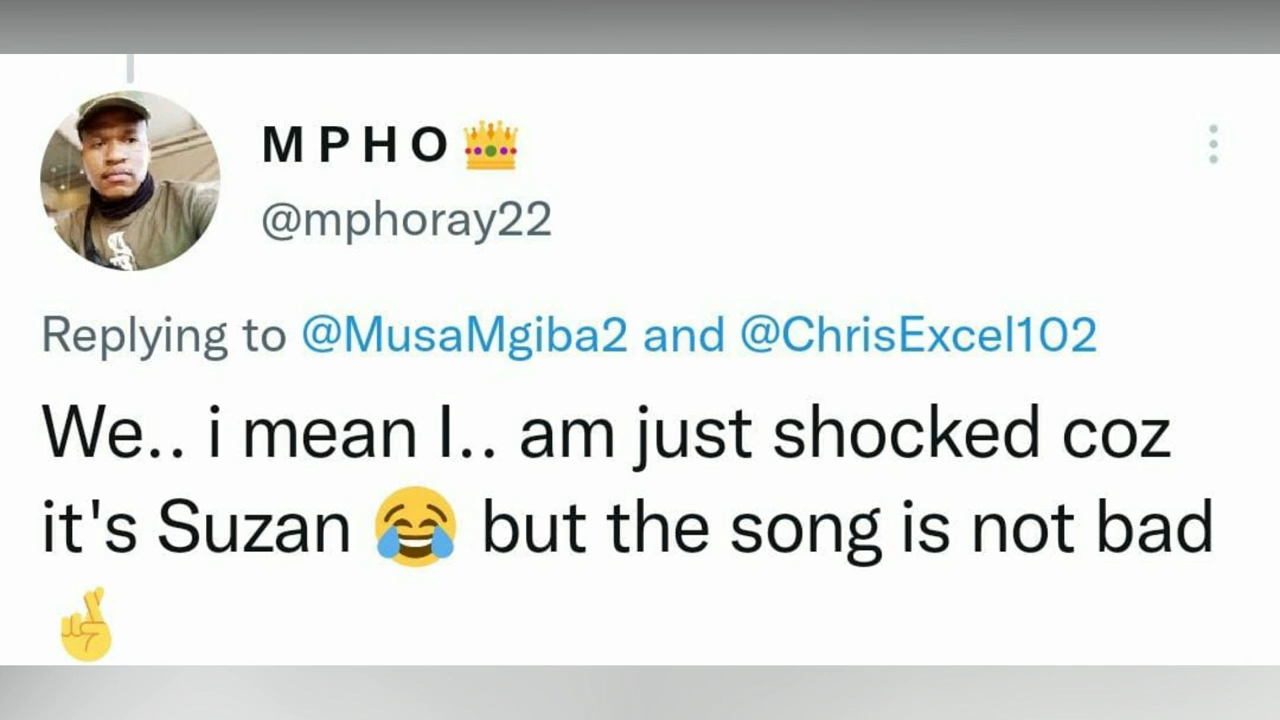 M P H O 👑
@mphoray22
Replying to @MusaMgiba2 and @ChrisExcel102
We.. i mean I.. am just shocked coz
it's Suzan 😂 but the song is not bad
🤞